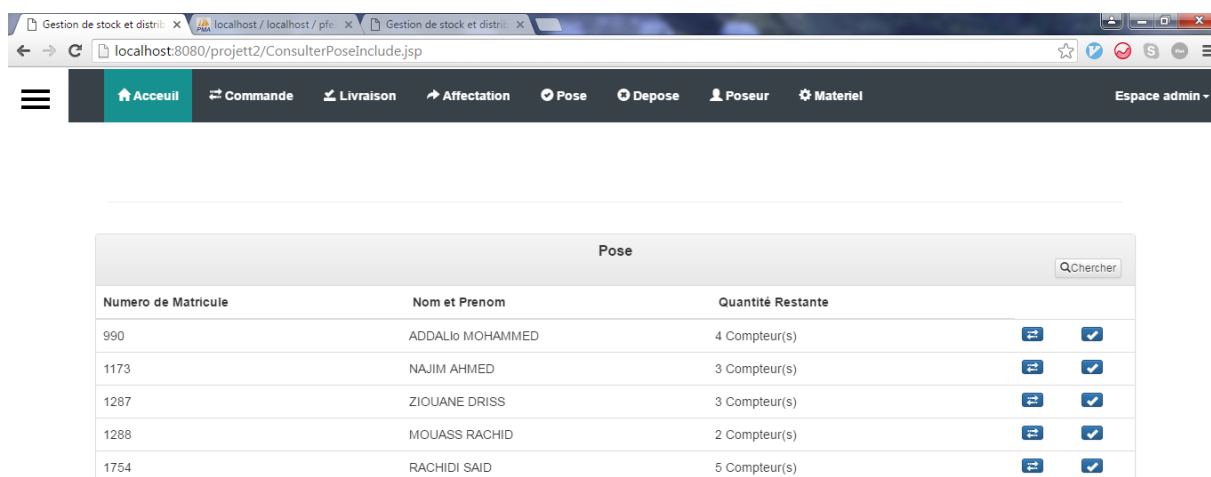 Gestion de stock et distrib × localhost / localhost / pfe × Gestion de stock et distrib ×
localhost:8080/projett2/ConsulterPoseInclude.jsp
Acceuil Commande Livraison Affectation Pose Depose Poseur Materiel Espace admin
Pose
Chercher
Numero de Matricule Nom et Prenom Quantité Restante
990 ADDALIo MOHAMMED 4 Compteur(s)
1173 NAJIM AHMED 3 Compteur(s)
1287 ZIOUANE DRISS 3 Compteur(s)
1288 MOUASS RACHID 2 Compteur(s)
1754 RACHIDI SAID 5 Compteur(s)